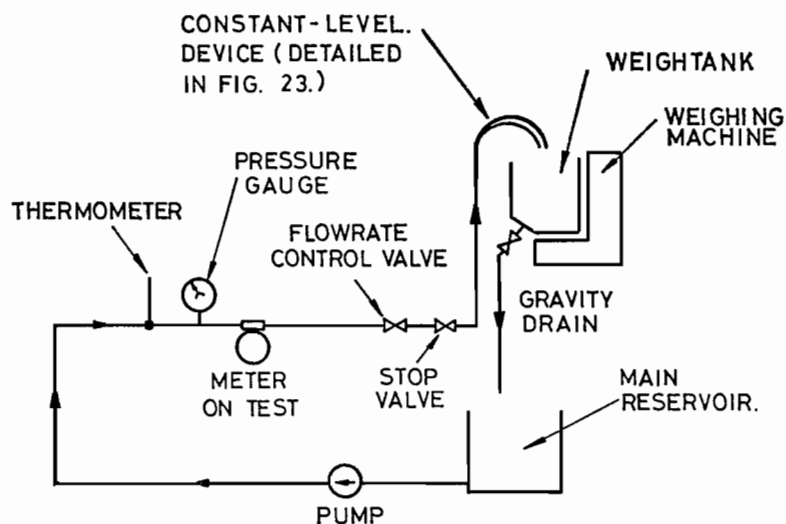 CONSTANT-LEVEL.
DEVICE (DETAILED
IN FIG. 23.)
WEIGHTANK
WEIGHING
MACHINE
PRESSURE
GAUGE
THERMOMETER
FLOWRATE
CONTROL VALVE
GRAVITY
DRAIN
METER
ON TEST
STOP
VALVE
MAIN
RESERVOIR.
PUMP